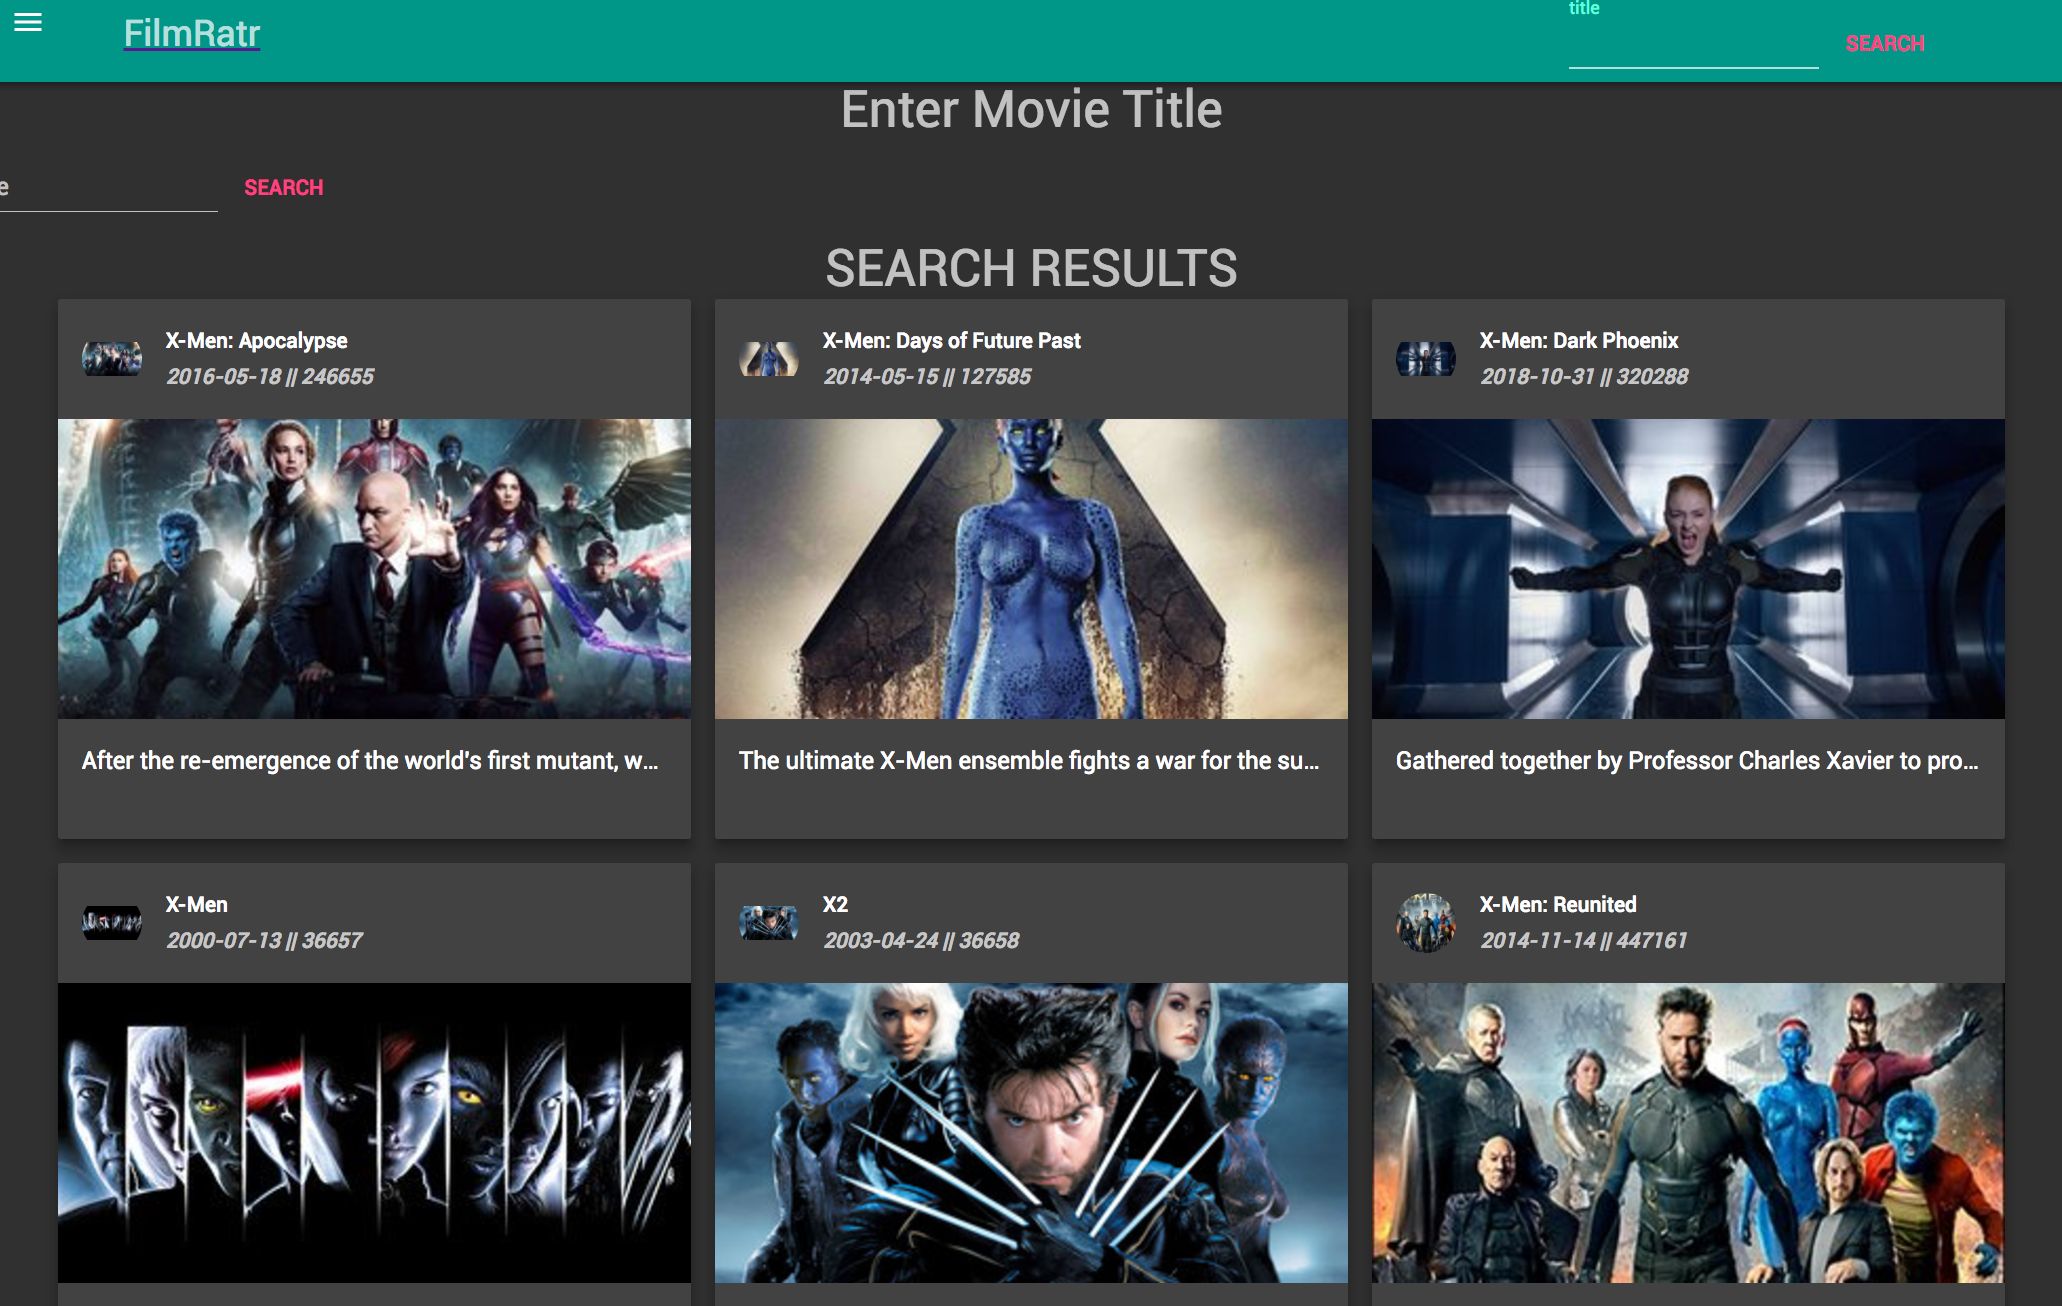 FilmRatr
title
SEARCH
Enter Movie Title
e
SEARCH
SEARCH RESULTS
X-Men: Apocalypse
2016-05-18 || 246655
After the re-emergence of the world's first mutant, w...
X-Men: Days of Future Past
2014-05-15 || 127585
The ultimate X-Men ensemble fights a war for the su...
X-Men: Dark Phoenix
2018-10-31 || 320288
Gathered together by Professor Charles Xavier to pro...
X-Men
2000-07-13 || 36657
X2
2003-04-24 || 36658
X-Men: Reunited
2014-11-14 || 447161